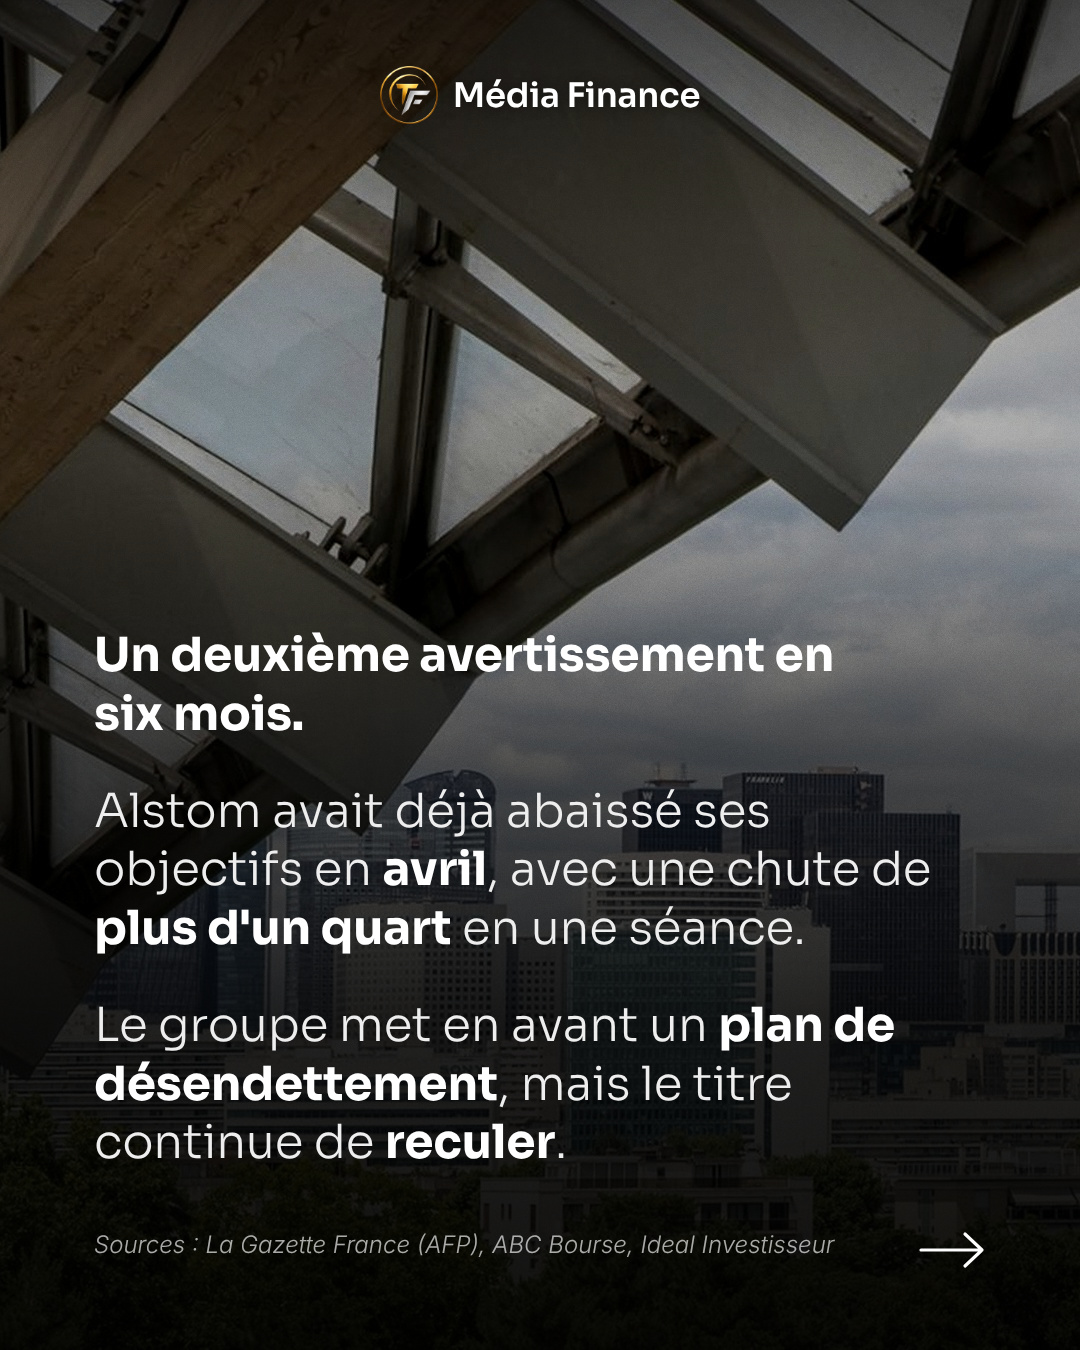 TF Média Finance
Un deuxième avertissement en
six mois.
Alstom avait déjà abaissé ses
objectifs en avril, avec une chute de
plus d'un quart en une séance.
Le groupe met en avant un plan de
désendettement, mais le titre
continue de reculer.
Sources : La Gazette France (AFP), ABC Bourse, Ideal Investisseur
FRANKLIN